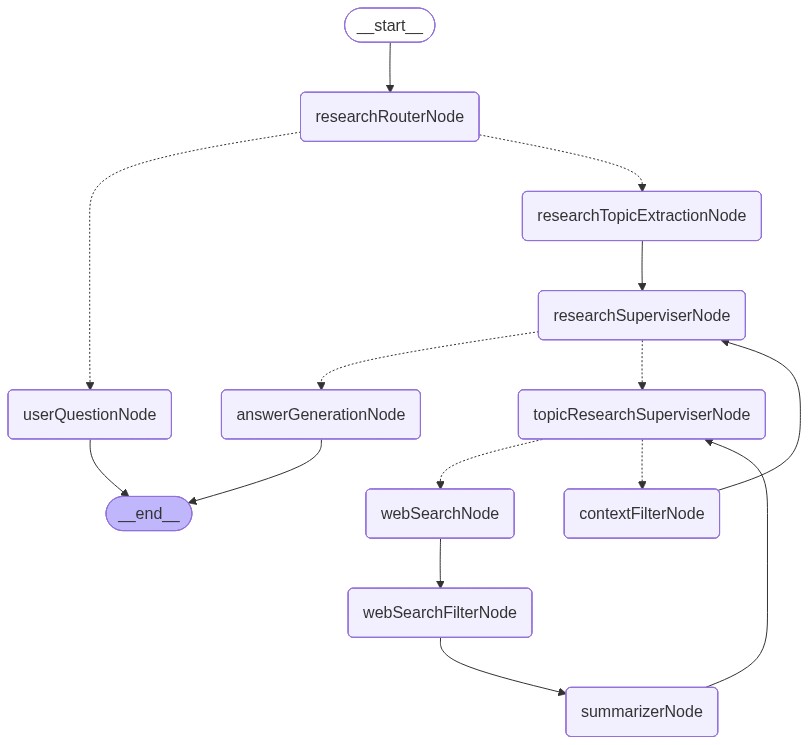 __start__
researchRouterNode
researchTopicExtractionNode
researchSuperviserNode
userQuestionNode
answerGenerationNode
topicResearchSuperviserNode
__end__
webSearchNode
contextFilterNode
webSearchFilterNode
summarizerNode